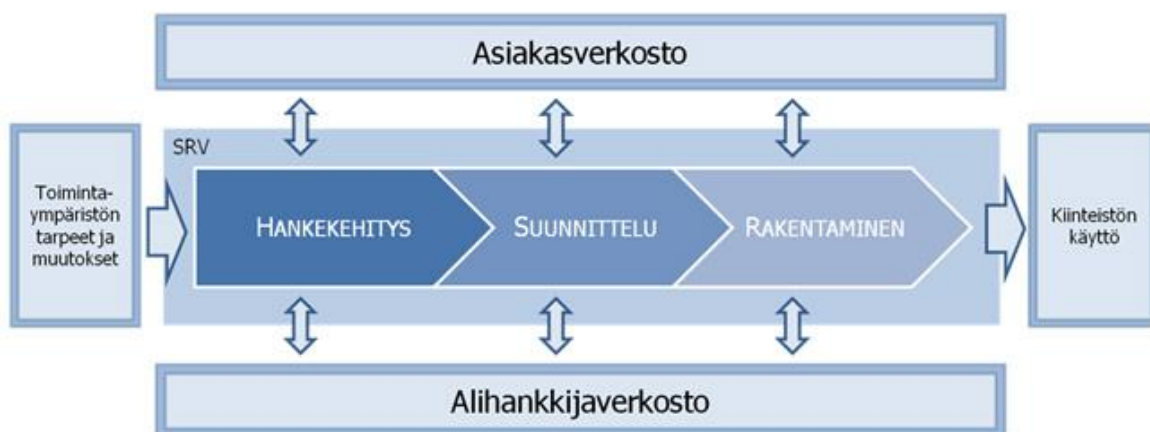 Asiakasverkosto
Toiminta-
ympäristön
tarpeet ja
muutokset
SRV
HANKEKEHITYS
SUUNNITTELU
RAKENTAMINEN
Kiinteistön
käyttö
Alihankkijaverkosto